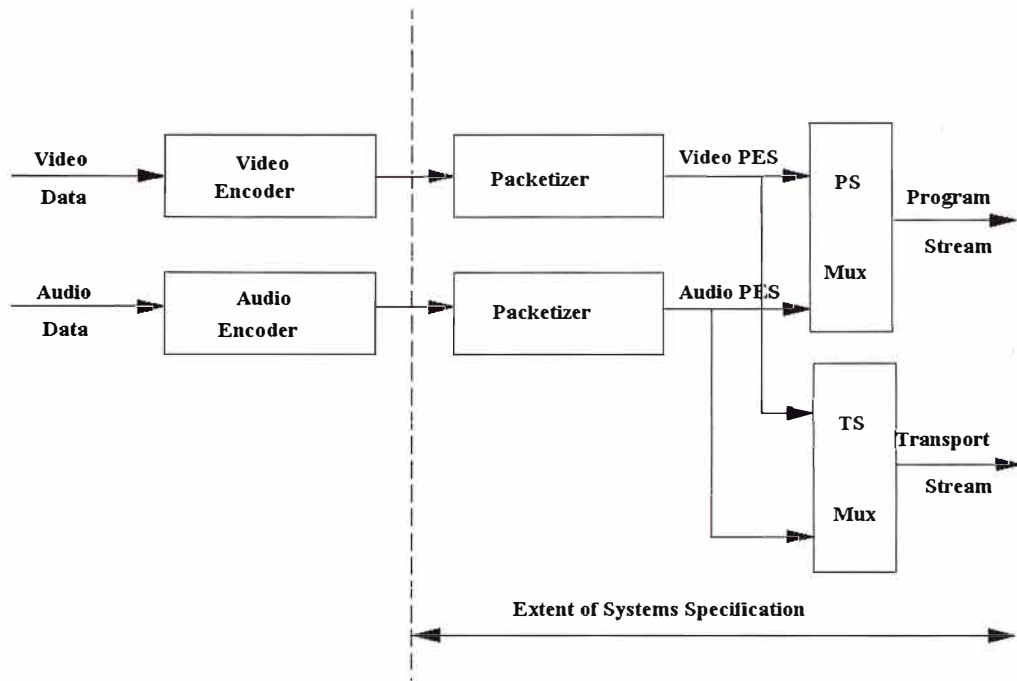 Video
Data
Video
Encoder
Packetizer
Video PES
PS
Mux
Program
Stream
Audio
Data
Audio
Encoder
Packetizer
Audio PES
TS
Mux
Transport
Stream
Extent of Systems Specification